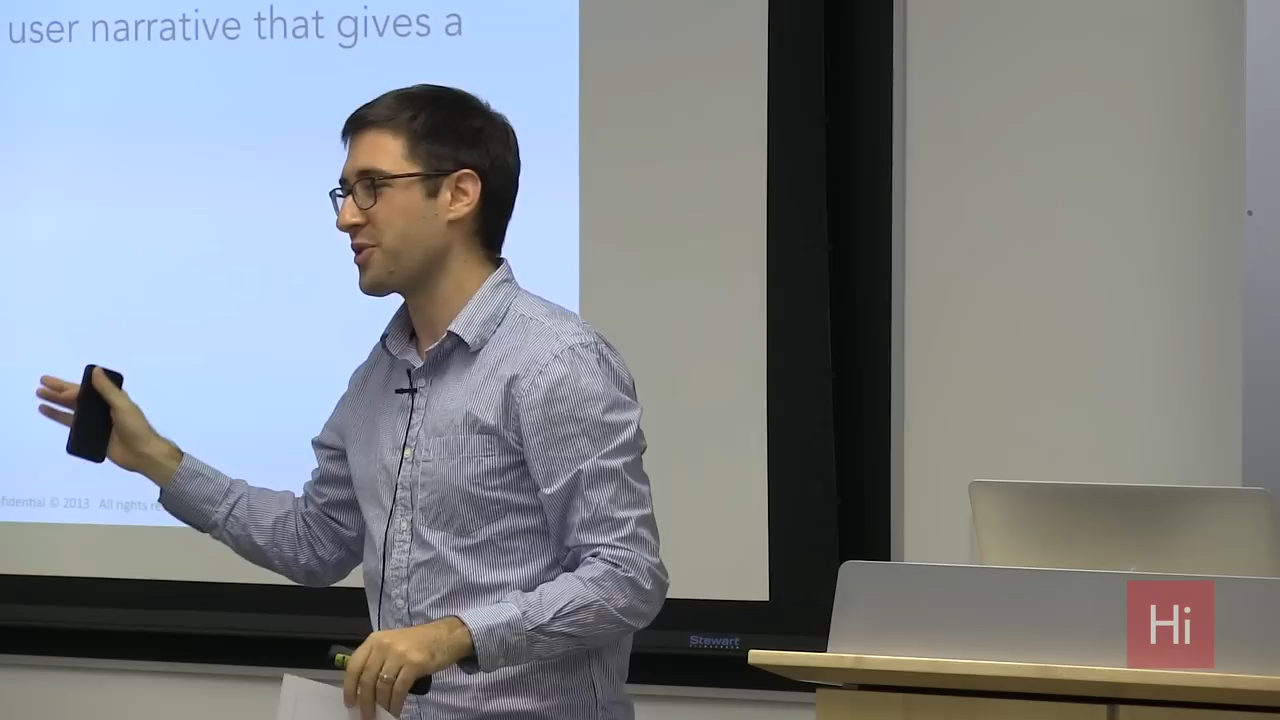 user narrative that gives a
fidential © 2013 All rights re
Stewart
Hi